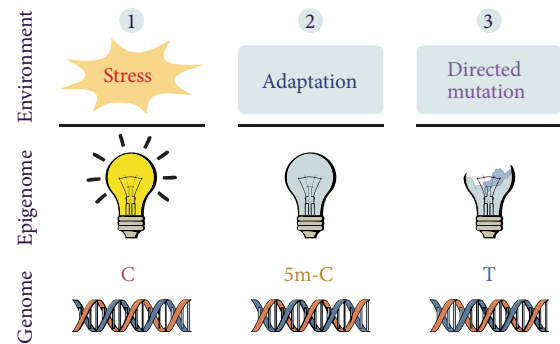 Environment
1
2
3
Stress
Adaptation
Directed
mutation
Epigenome
Genome
C
5m-C
T